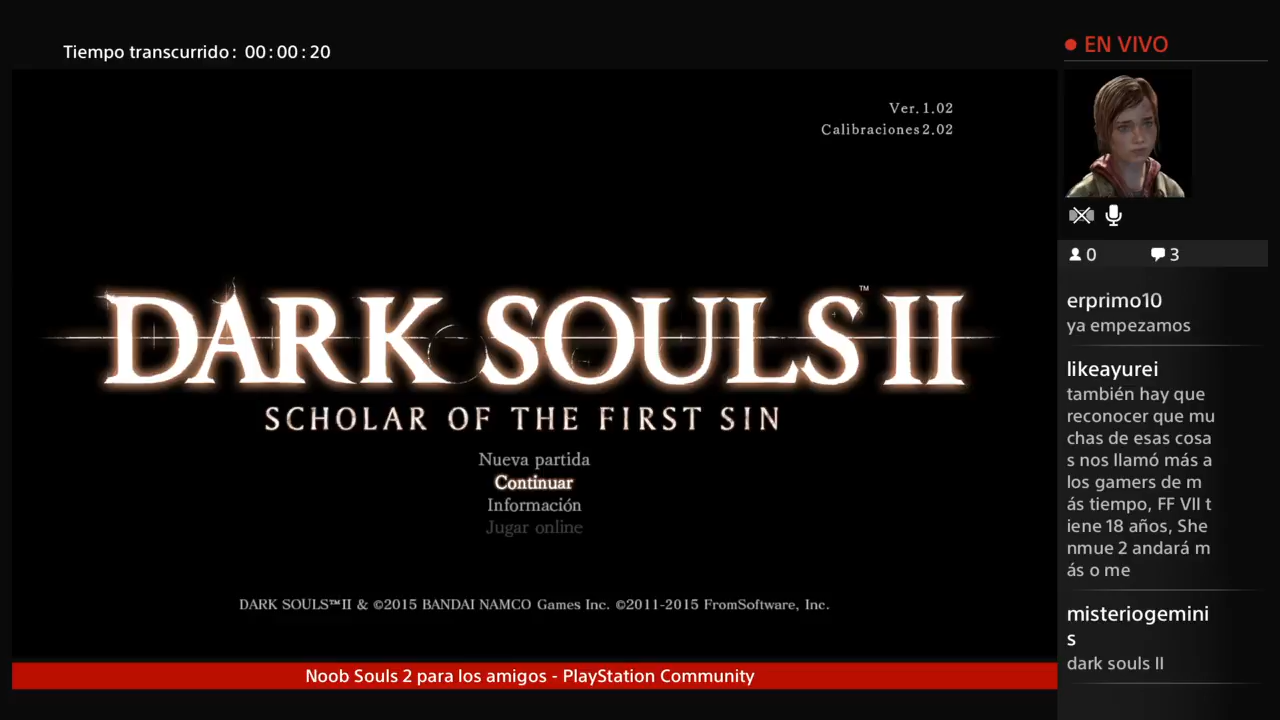 Tiempo transcurrido: 00:00:20
EN VIVO
Ver. 1.02
Calibraciones 2.02
DARK SOULS II™
SCHOLAR OF THE FIRST SIN
Nueva partida
Continuar
Información
Jugar online
DARK SOULS™II & ©2015 BANDAI NAMCO Games Inc. ©2011-2015 FromSoftware, Inc.
Noob Souls 2 para los amigos - PlayStation Community
0
3
erprimo10
ya empezamos
likeayurei
también hay que
reconocer que mu
chas de esas cosa
s nos llamó más a
los gamers de m
ás tiempo, FF VII t
iene 18 años, She
nmue 2 andará m
ás o me
misteriogemini
s
dark souls II